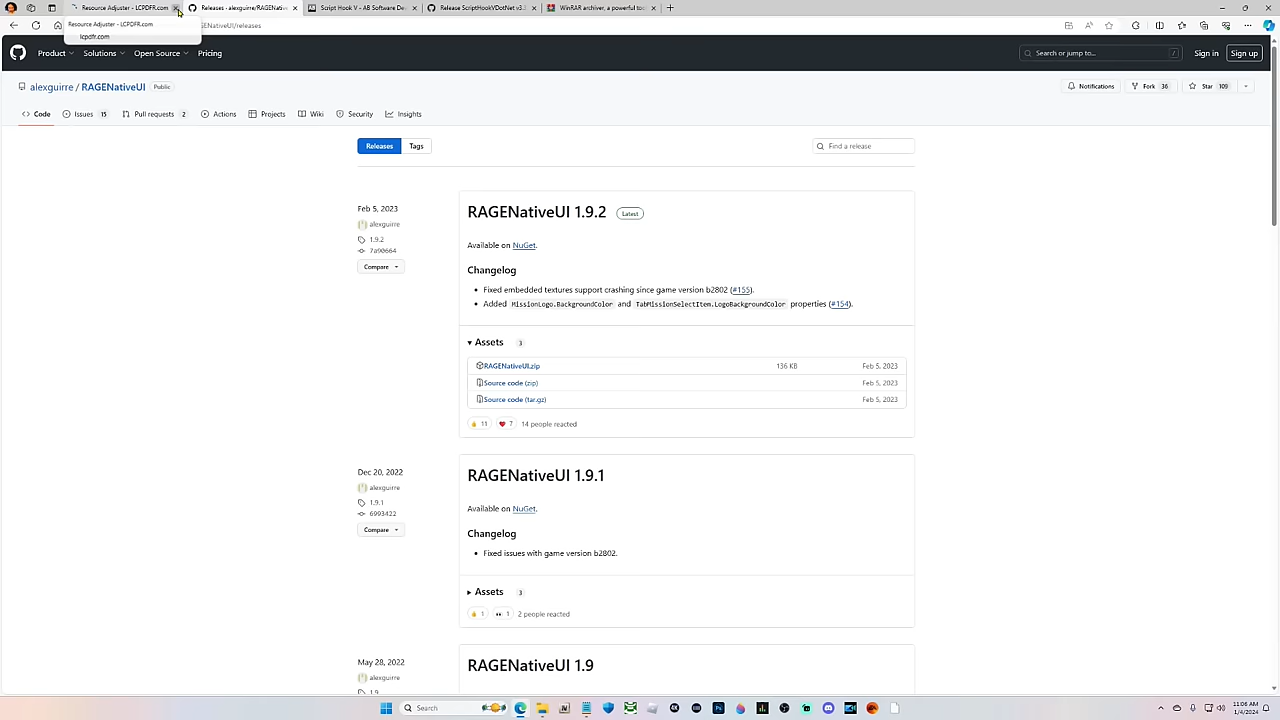 Resource Adjuster - LCPDFR.com
Releases · alexguirre/RAGENativeU
Script Hook V - AB Software Dev
Release ScriptHookVDotNet v3.
WinRAR archiver, a powerful too
Resource Adjuster - LCPDFR.com
lcpdfr.com
GENativeUI/releases
Product
Solutions
Open Source
Pricing
Search or jump to...
/
Sign in
Sign up
alexguirre / RAGENativeUI Public
Notifications
Fork 36
Star 109
Code
Issues 15
Pull requests 2
Actions
Projects
Wiki
Security
Insights
Releases
Tags
Find a release
Feb 5, 2023
alexguirre
1.9.2
7a90664
Compare
RAGENativeUI 1.9.2 Latest
Available on NuGet.
Changelog
• Fixed embedded textures support crashing since game version b2802 (#155).
• Added MissionLogo.BackgroundColor and TabMissionSelectItem.LogoBackgroundColor properties (#154).
Assets 3
RAGENativeUI.zip 136 KB Feb 5, 2023
Source code (zip) Feb 5, 2023
Source code (tar.gz) Feb 5, 2023
11 7 14 people reacted
Dec 20, 2022
alexguirre
1.9.1
6993422
Compare
RAGENativeUI 1.9.1
Available on NuGet.
Changelog
• Fixed issues with game version b2802.
Assets 3
1 1 2 people reacted
May 28, 2022
alexguirre
1.9
RAGENativeUI 1.9
Search
11:06 AM
1/4/2024